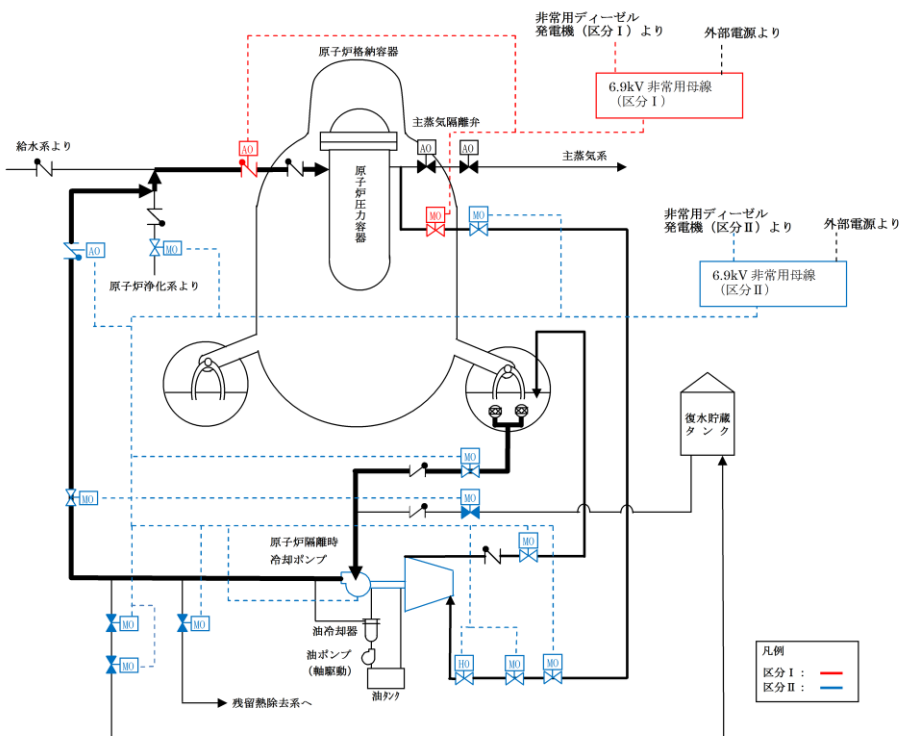 非常用ディーゼル
発電機（区分Ⅰ）より
外部電源より
原子炉格納容器
6.9kV 非常用母線
（区分Ⅰ）
主蒸気隔離弁
給水系より
AO
AO
AO
主蒸気系
原子炉圧力容器
MO
MO
非常用ディーゼル
発電機（区分Ⅱ）より
外部電源より
AO
MO
6.9kV 非常用母線
（区分Ⅱ）
原子炉浄化系より
復水貯蔵
タンク
MO
MO
MO
原子炉隔離時
冷却ポンプ
MO
MO
MO
油冷却器
油ポンプ
（軸駆動）
油タンク
HO
MO
MO
MO
残留熱除去系へ
凡例
区分Ⅰ：
区分Ⅱ：